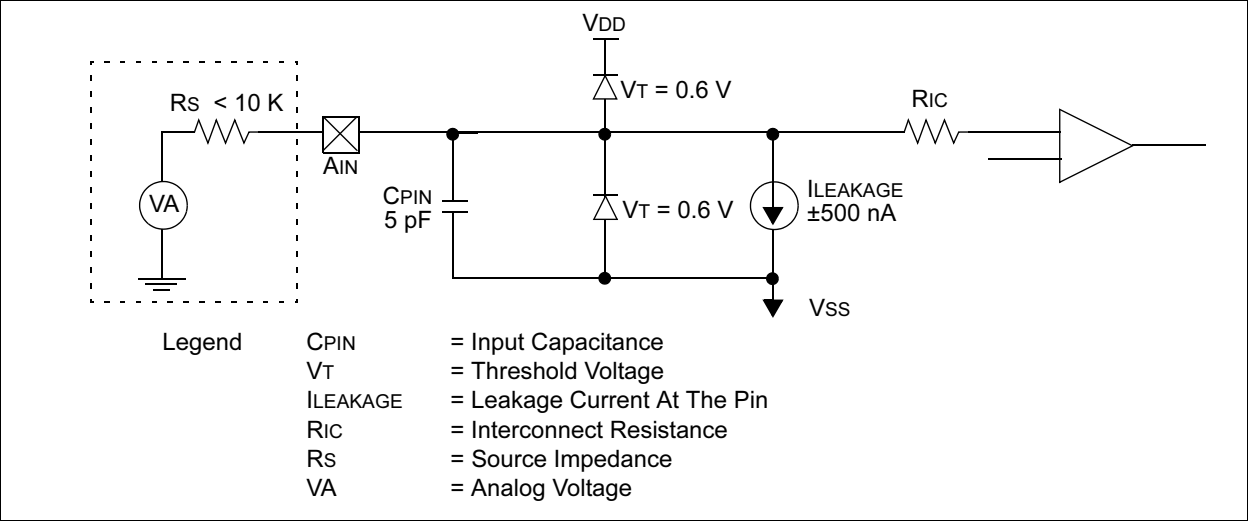 VDD
VT = 0.6 V
RS < 10 K
RIC
AIN
CPIN
5 pF
VA
VT = 0.6 V
ILEAKAGE
±500 nA
VSS
Legend
CPIN = Input Capacitance
VT = Threshold Voltage
ILEAKAGE = Leakage Current At The Pin
RIC = Interconnect Resistance
RS = Source Impedance
VA = Analog Voltage